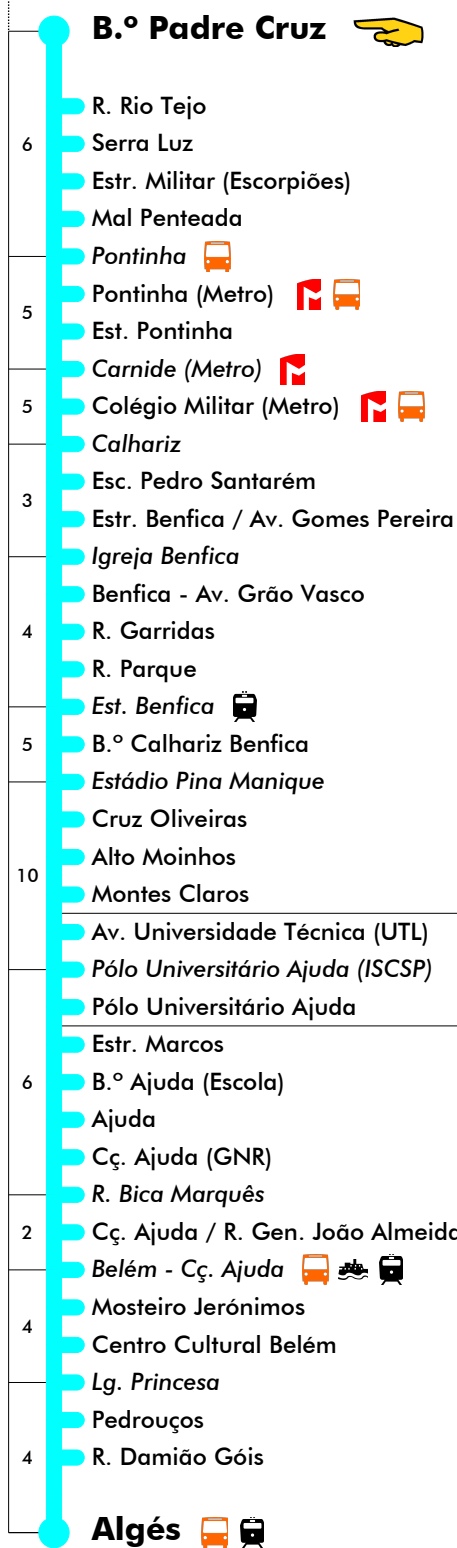 B.º Padre Cruz
R. Rio Tejo
6 Serra Luz
Estr. Militar (Escorpiões)
Mal Penteada
Pontinha
Pontinha (Metro)
5
Est. Pontinha
Carnide (Metro)
5 Colégio Militar (Metro)
Calhariz
Esc. Pedro Santarém
3
Estr. Benfica / Av. Gomes Pereira
Igreja Benfica
Benfica - Av. Grão Vasco
4 R. Garridas
R. Parque
Est. Benfica
5 B.º Calhariz Benfica
Estádio Pina Manique
Cruz Oliveiras
Alto Moinhos
10
Montes Claros
Av. Universidade Técnica (UTL)
Pólo Universitário Ajuda (ISCSP)
Pólo Universitário Ajuda
Estr. Marcos
6 B.º Ajuda (Escola)
Ajuda
Cç. Ajuda (GNR)
R. Bica Marquês
2 Cç. Ajuda / R. Gen. João Almeida
Belém - Cç. Ajuda
Mosteiro Jerónimos
4
Centro Cultural Belém
Lg. Princesa
Pedrouços
4 R. Damião Góis
Algés